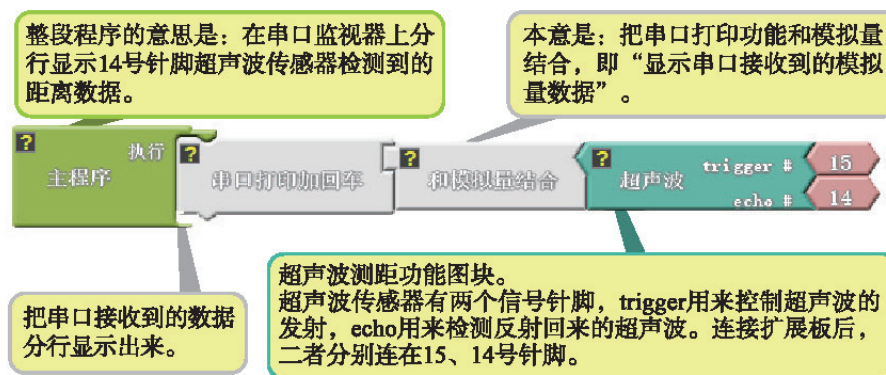 整段程序的意思是：在串口监视器上分
行显示14号针脚超声波传感器检测到的
距离数据。
本意是：把串口打印功能和模拟量
结合，即“显示串口接收到的模拟
量数据”。
?
执行
主程序
?
串口打印加回车
?
和模拟量结合
?
超声波
trigger #
15
echo #
14
把串口接收到的数据
分行显示出来。
超声波测距功能图块。
超声波传感器有两个信号针脚，trigger用来控制超声波的
发射，echo用来检测反射回来的超声波。连接扩展板后，
二者分别连在15、14号针脚。